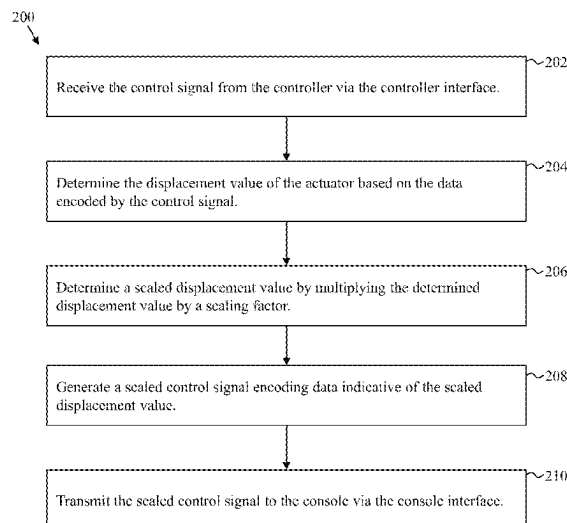 200
202
Receive the control signal from the controller via the controller interface.
204
Determine the displacement value of the actuator based on the data
encoded by the control signal.
206
Determine a scaled displacement value by multiplying the determined
displacement value by a scaling factor.
208
Generate a scaled control signal encoding data indicative of the scaled
displacement value.
210
Transmit the scaled control signal to the console via the console interface.